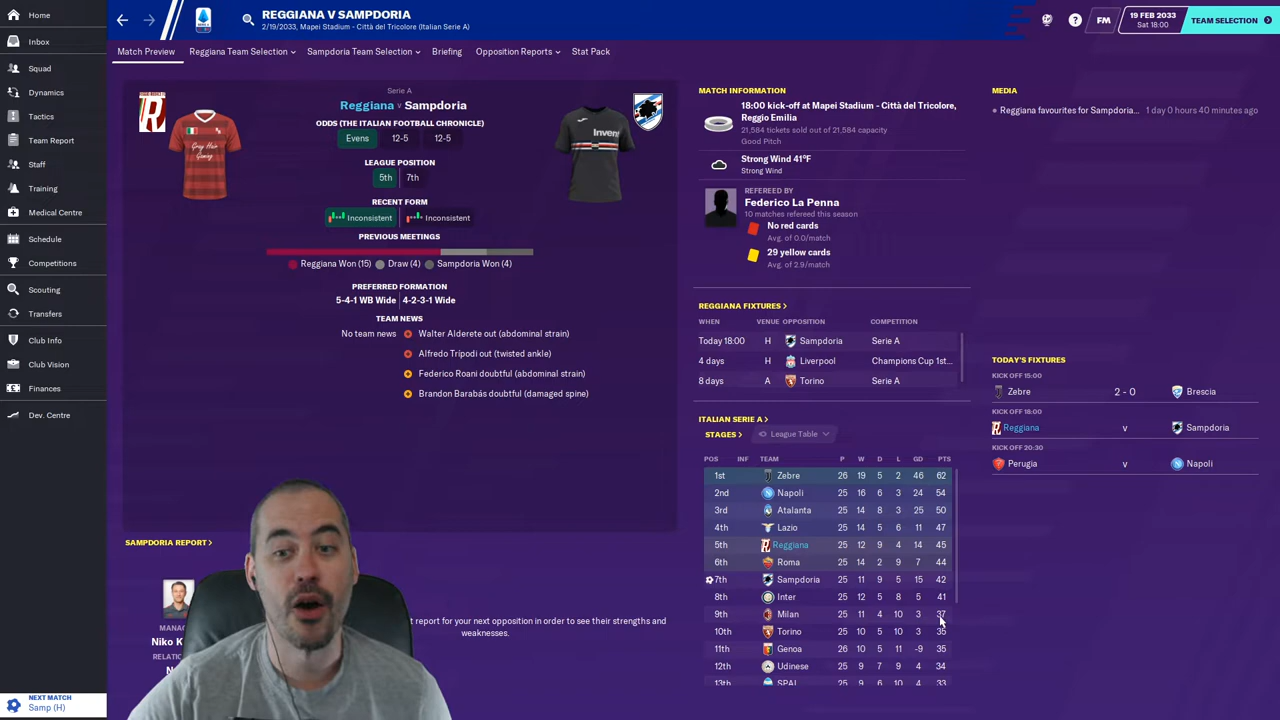 Home
Inbox
Squad
Dynamics
Tactics
Team Report
Staff
Training
Medical Centre
Schedule
Competitions
Scouting
Transfers
Club Info
Club Vision
Finances
Dev. Centre
NEXT MATCH
Samp (H)
REGGIANA V SAMPDORIA
2/19/2033, Mapei Stadium - Città del Tricolore (Italian Serie A)
FM
19 FEB 2033
Sat 18:00
TEAM SELECTION
Match Preview
Reggiana Team Selection
Sampdoria Team Selection
Briefing
Opposition Reports
Stat Pack
Serie A
Reggiana v Sampdoria
ODDS (THE ITALIAN FOOTBALL CHRONICLE)
Evens 12-5 12-5
LEAGUE POSITION
5th 7th
RECENT FORM
Inconsistent Inconsistent
PREVIOUS MEETINGS
Reggiana Won (15) Draw (4) Sampdoria Won (4)
PREFERRED FORMATION
5-4-1 WB Wide 4-2-3-1 Wide
TEAM NEWS
No team news Walter Alderete out (abdominal strain)
Alfredo Tripodi out (twisted ankle)
Federico Roani doubtful (abdominal strain)
Brandon Barabás doubtful (damaged spine)
Gray Hair
Gaming
Inven
SAMPDORIA REPORT
MANA
Niko K
RELATIO
N
t report for your next opposition in order to see their strengths and
weaknesses.
MATCH INFORMATION
18:00 kick-off at Mapei Stadium - Città del Tricolore,
Reggio Emilia
21,584 tickets sold out of 21,584 capacity
Good Pitch
Strong Wind 41°F
Strong Wind
REFEREED BY
Federico La Penna
10 matches refereed this season
No red cards
Avg. of 0.0/match
29 yellow cards
Avg. of 2.9/match
REGGIANA FIXTURES
WHEN VENUE OPPOSITION COMPETITION
Today 18:00 H Sampdoria Serie A
4 days H Liverpool Champions Cup 1st...
8 days A Torino Serie A
ITALIAN SERIE A
STAGES League Table
POS INF TEAM P W D L GD PTS
1st Zebre 26 19 5 2 46 62
2nd Napoli 25 16 6 3 24 54
3rd Atalanta 25 14 8 3 25 50
4th Lazio 25 14 5 6 11 47
5th Reggiana 25 12 9 4 14 45
6th Roma 25 14 2 9 7 44
7th Sampdoria 25 11 9 5 15 42
8th Inter 25 12 5 8 5 41
9th Milan 25 11 4 10 3 37
10th Torino 25 10 5 10 3 35
11th Genoa 26 10 5 11 -9 35
12th Udinese 25 9 7 9 4 34
13th SPAL 25 9 6 10 4 33
MEDIA
Reggiana favourites for Sampdoria... 1 day 0 hours 40 minutes ago
TODAY'S FIXTURES
KICK OFF 15:00
Zebre 2 - 0 Brescia
KICK OFF 18:00
Reggiana v Sampdoria
KICK OFF 20:30
Perugia v Napoli